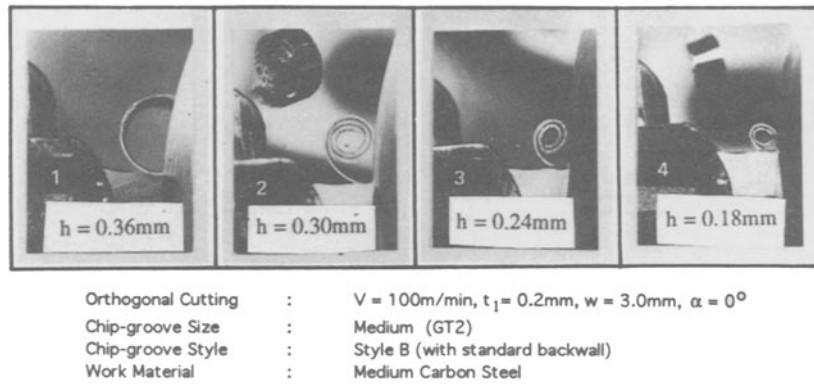 1
2
3
4
h = 0.36mm
h = 0.30mm
h = 0.24mm
h = 0.18mm
Orthogonal Cutting : V = 100m/min, t₁= 0.2mm, w = 3.0mm, α = 0⁰
Chip-groove Size : Medium (GT2)
Chip-groove Style : Style B (with standard backwall)
Work Material : Medium Carbon Steel